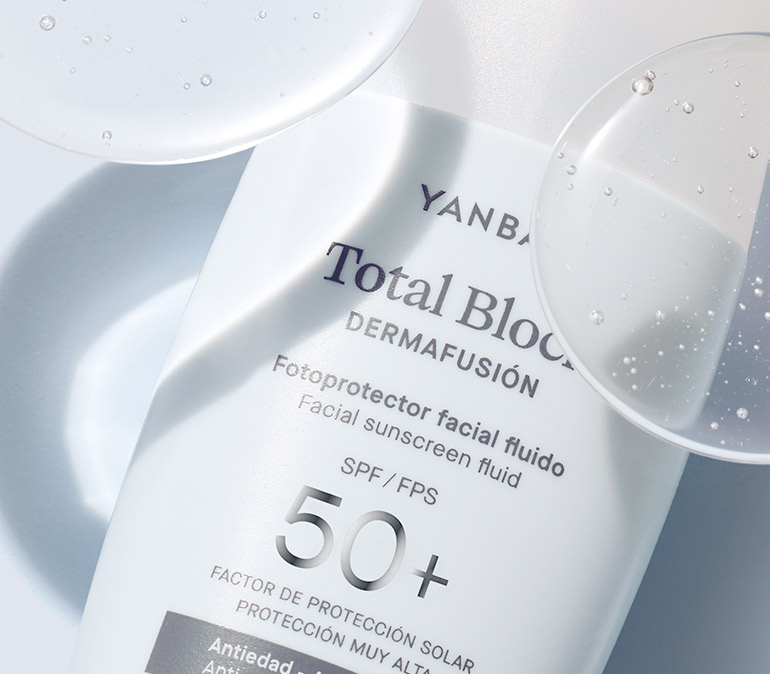 YANBA
Total Block
DERMAFUSIÓN
Fotoprotector facial fluido
Facial sunscreen fluid
SPF/FPS
50+
FACTOR DE PROTECCIÓN SOLAR
PROTECCIÓN MUY ALTA
Antiedad -